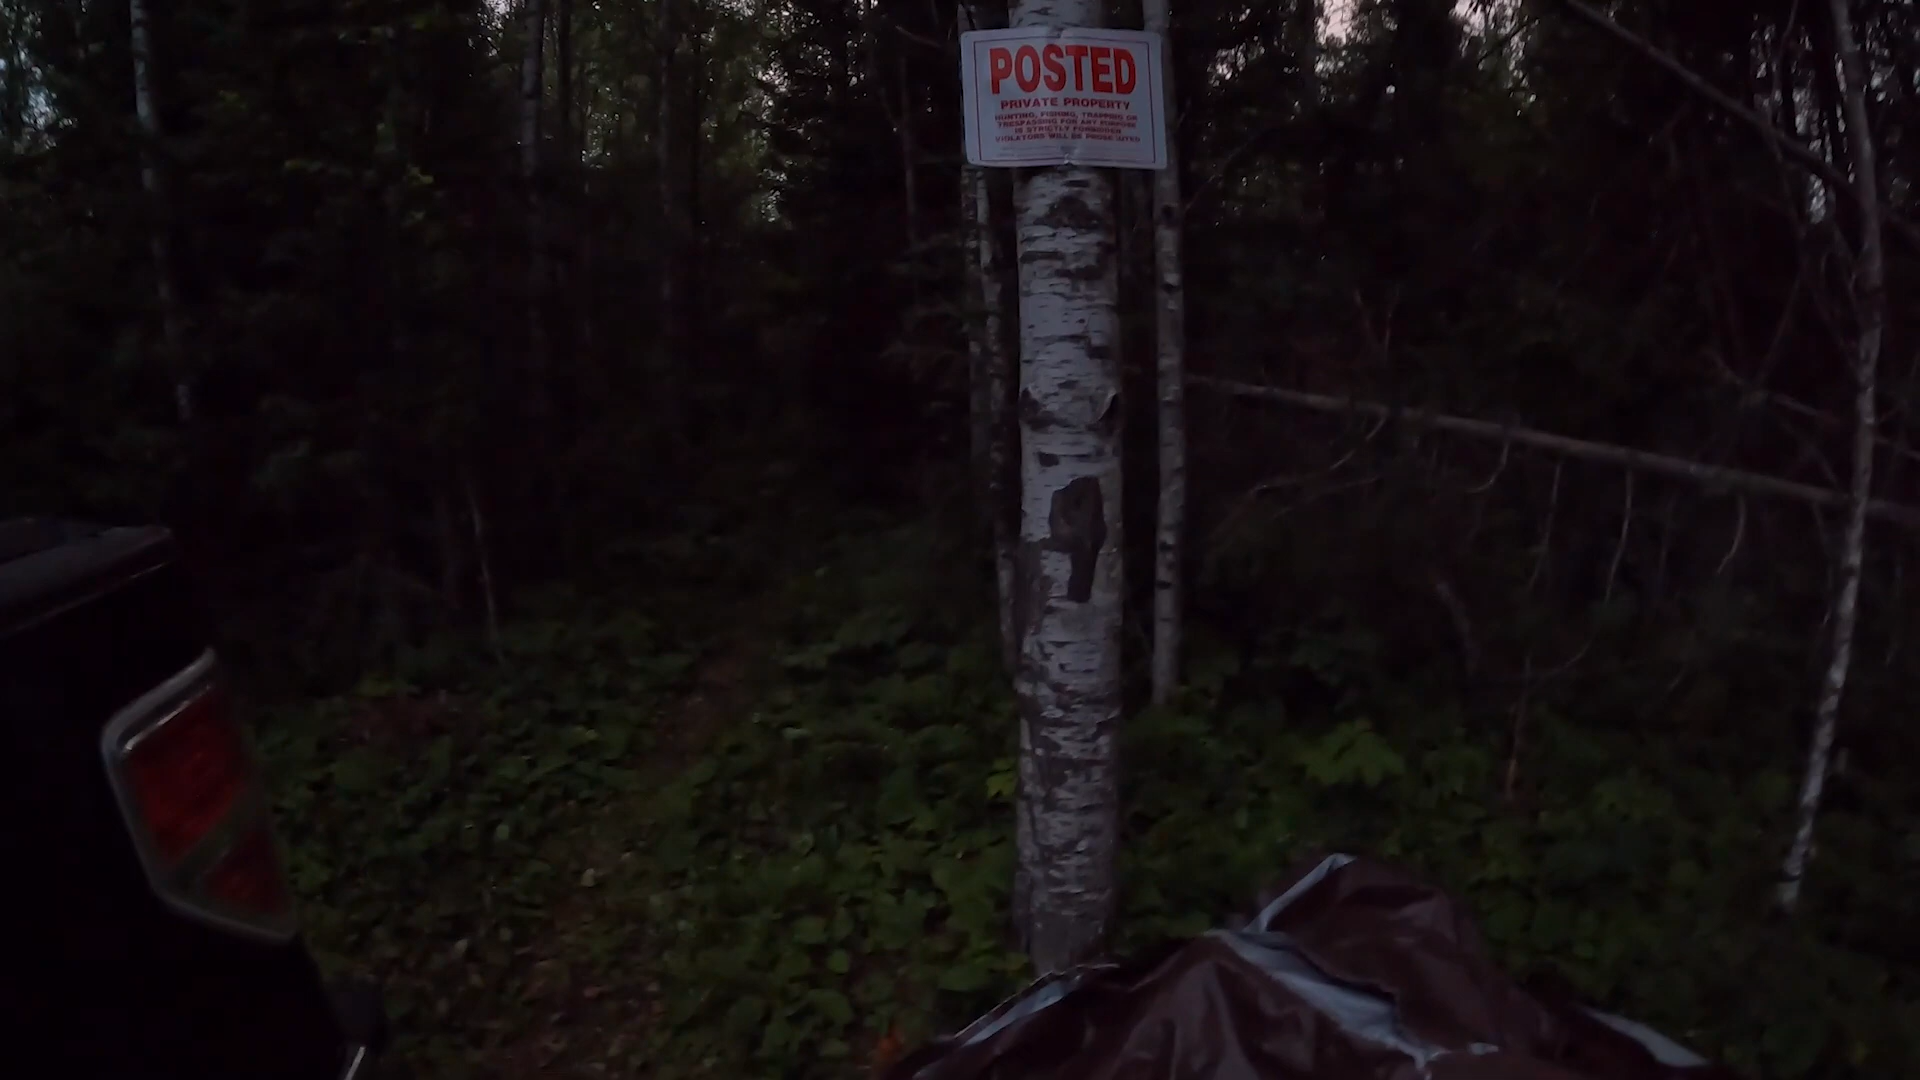 POSTED
PRIVATE PROPERTY
HUNTING, FISHING, TRAPPING OR
TRESPASSING FOR ANY PURPOSE
IS STRICTLY FORBIDDEN
VIOLATORS WILL BE PROSECUTED